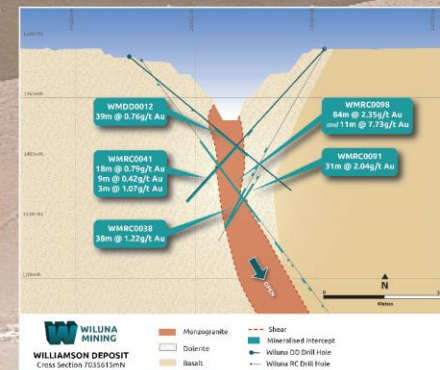 WMDD0012
39m @ 0.76g/t Au
WMRC0098
84m @ 2.35g/t Au
and 11m @ 7.73g/t Au
WMRC0041
18m @ 0.79g/t Au
9m @ 0.42g/t Au
3m @ 1.07g/t Au
WMRC0091
31m @ 2.04g/t Au
WMRC0038
38m @ 1.22g/t Au
OPEN
N
0
Metres
WILUNA
MINING
WILLIAMSON DEPOSIT
Cross Section 7035615mN
Monzogranite
Dolerite
Basalt
Shear
Mineralised Intercept
Wiluna DD Drill Hole
Wiluna RC Drill Hole